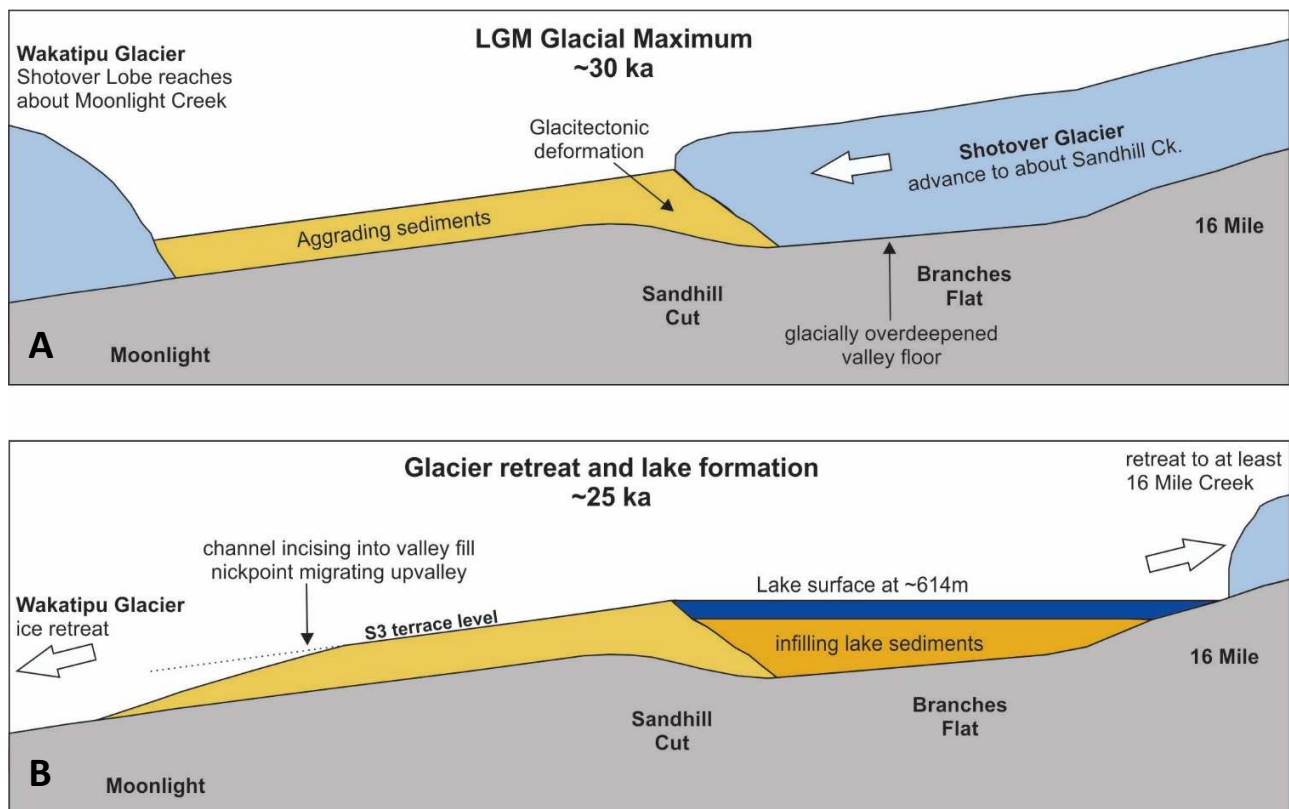 LGM Glacial Maximum
~30 ka
Wakatipu Glacier
Shotover Lobe reaches
about Moonlight Creek
Glacitectonic
deformation
Shotover Glacier
advance to about Sandhill Ck.
Aggrading sediments
16 Mile
Branches
Flat
Sandhill
Cut
glacially overdeepened
valley floor
A
Moonlight
Glacier retreat and lake formation
~25 ka
retreat to at least
16 Mile Creek
channel incising into valley fill
nickpoint migrating upvalley
Lake surface at ~614m
Wakatipu Glacier
ice retreat
S3 terrace level
infilling lake sediments
16 Mile
Branches
Flat
Sandhill
Cut
B
Moonlight